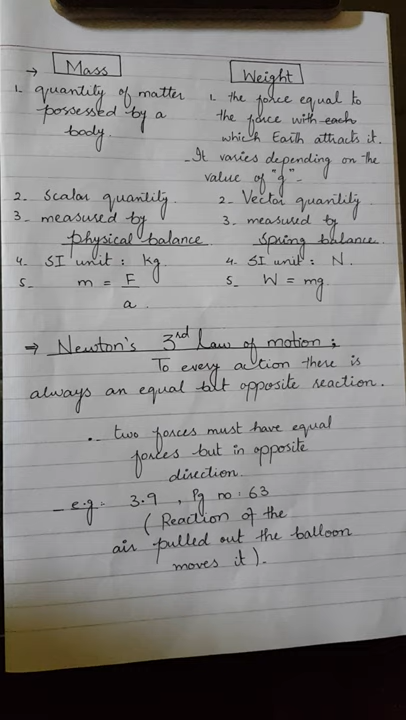 → Mass
1. quantity of matter
possessed by a
body.
2. Scalar quantity.
3. measured by
physical balance
4. SI unit : kg
5. m = F
a
Weight
1. the force equal to
the force with each
which Earth attracts it.
- It varies depending on the
value of "g".
2. Vector quantity.
3. measured by
Spring balance.
4. SI unit : N.
5. W = mg
⇒ Newton's 3rd Law of motion :
To every action there is
always an equal but opposite reaction.
∴ two forces must have equal
forces but in opposite
direction.
- e.g. 3.9 , Pg no : 63
( Reaction of the
air pulled out the balloon
moves it ).